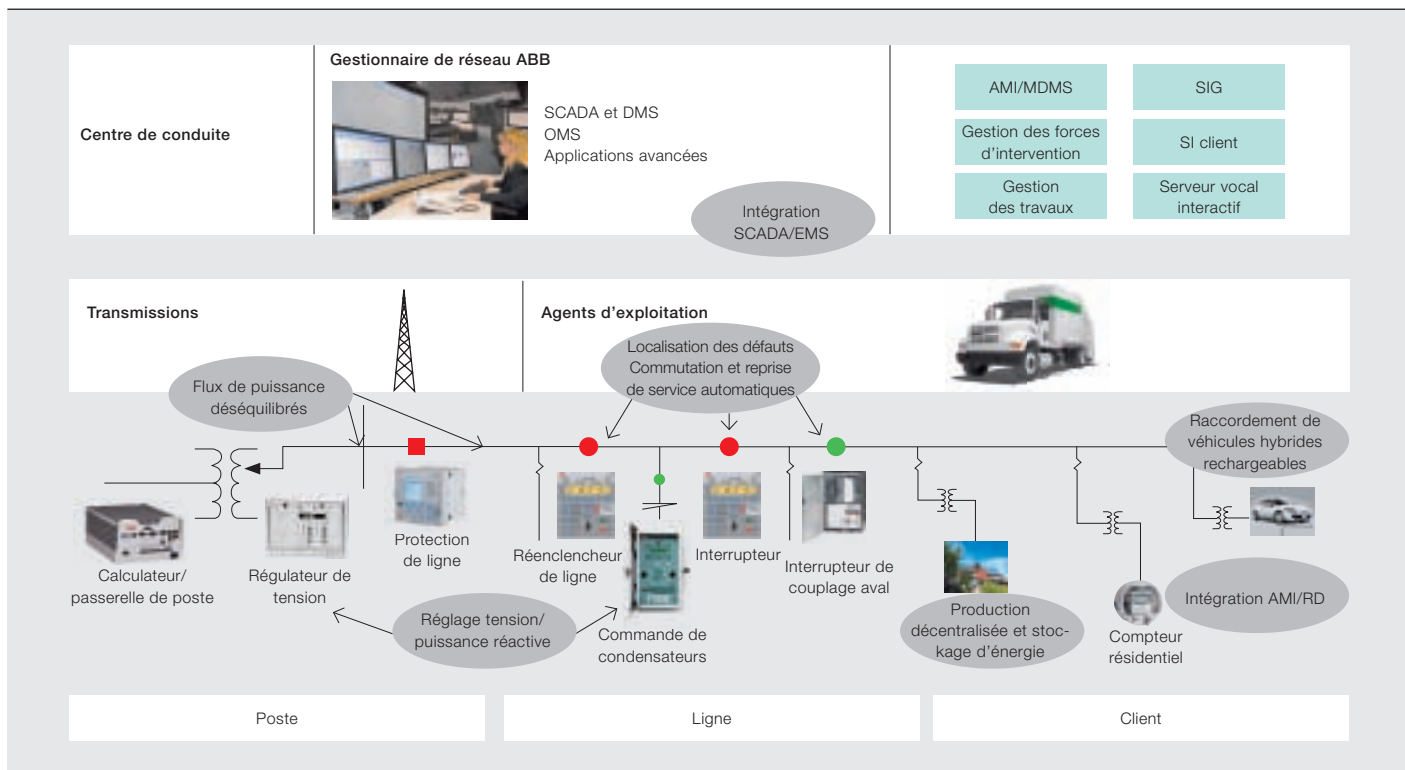 Gestionnaire de réseau ABB
Centre de conduite
SCADA et DMS
OMS
Applications avancées
Intégration
SCADA/EMS
AMI/MDMS
SIG
Gestion des forces
d'intervention
SI client
Gestion
des travaux
Serveur vocal
interactif
Transmissions
Agents d'exploitation
Localisation des défauts
Commutation et reprise
de service automatiques
Flux de puissance
déséquilibrés
Raccordement de
véhicules hybrides
rechargeables
Calculateur/
passerelle de poste
Régulateur de
tension
Protection
de ligne
Réenclencheur
de ligne
Interrupteur
Interrupteur de
couplage aval
Réglage tension/
puissance réactive
Commande de
condensateurs
Production
décentralisée et stoc-
kage d'énergie
Compteur
résidentiel
Intégration AMI/RD
Poste
Ligne
Client